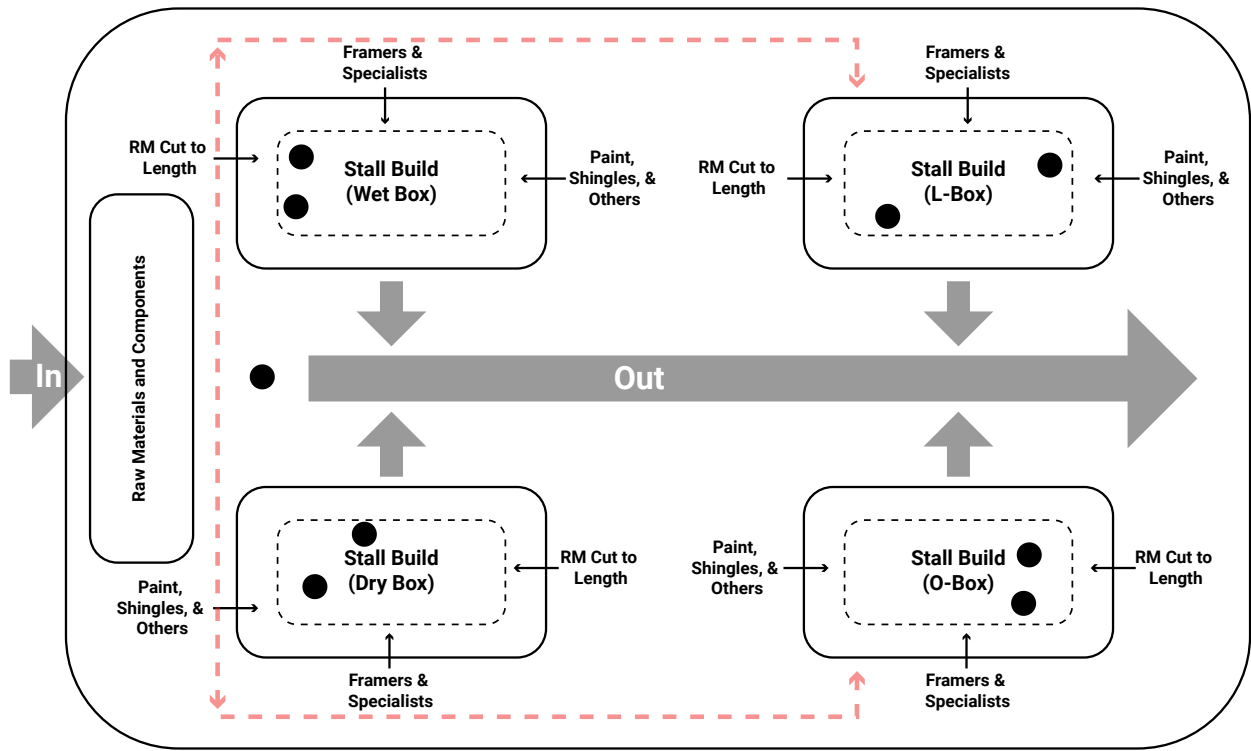 Framers &
Specialists
Framers &
Specialists
RM Cut to
Length
Stall Build
(Wet Box)
Paint,
Shingles, &
Others
RM Cut to
Length
Stall Build
(L-Box)
Paint,
Shingles, &
Others
In
Raw Materials and Components
Out
Paint,
Shingles, &
Others
Stall Build
(Dry Box)
RM Cut to
Length
Paint,
Shingles, &
Others
Stall Build
(O-Box)
RM Cut to
Length
Framers &
Specialists
Framers &
Specialists